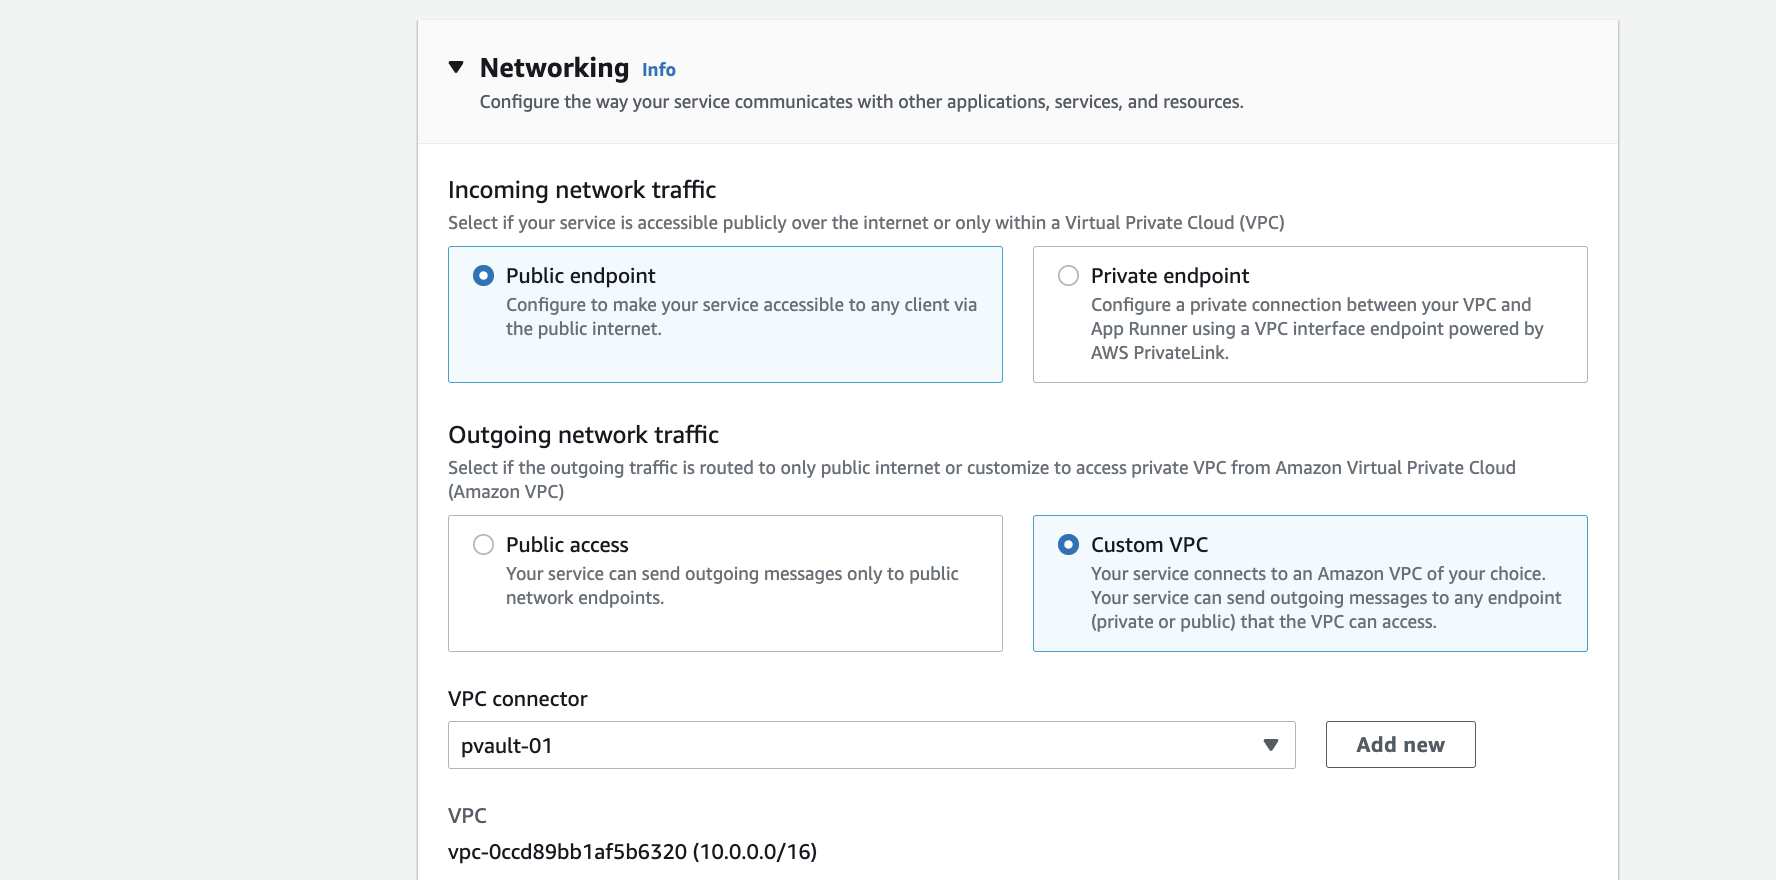 Networking Info
Configure the way your service communicates with other applications, services, and resources.
Incoming network traffic
Select if your service is accessible publicly over the internet or only within a Virtual Private Cloud (VPC)
Public endpoint
Configure to make your service accessible to any client via
the public internet.
Private endpoint
Configure a private connection between your VPC and
App Runner using a VPC interface endpoint powered by
AWS PrivateLink.
Outgoing network traffic
Select if the outgoing traffic is routed to only public internet or customize to access private VPC from Amazon Virtual Private Cloud
(Amazon VPC)
Public access
Your service can send outgoing messages only to public
network endpoints.
Custom VPC
Your service connects to an Amazon VPC of your choice.
Your service can send outgoing messages to any endpoint
(private or public) that the VPC can access.
VPC connector
pvault-01
Add new
VPC
vpc-0ccd89bb1af5b6320 (10.0.0.0/16)